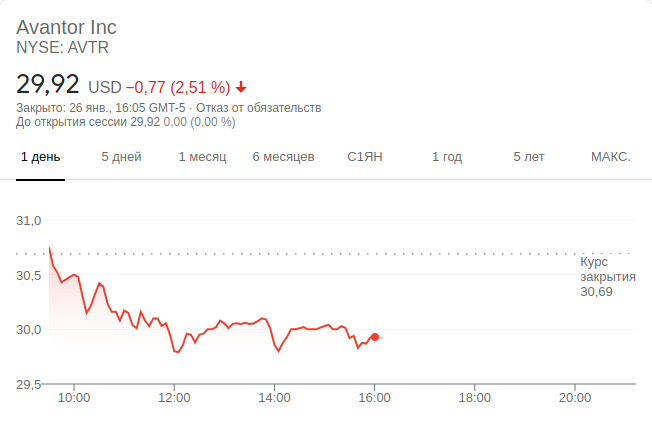 Avantor Inc
NYSE: AVTR
29,92 USD −0,77 (2,51 %)
Закрыто: 26 янв., 16:05 GMT-5 · Отказ от обязательств
До открытия сессии 29,92 0,00 (0,00 %)
1 день 5 дней 1 месяц 6 месяцев С1ЯН 1 год 5 лет МАКС.
31,0
Курс
закрытия
30,69
30,5
30,0
29,5
10:00 12:00 14:00 16:00 18:00 20:00